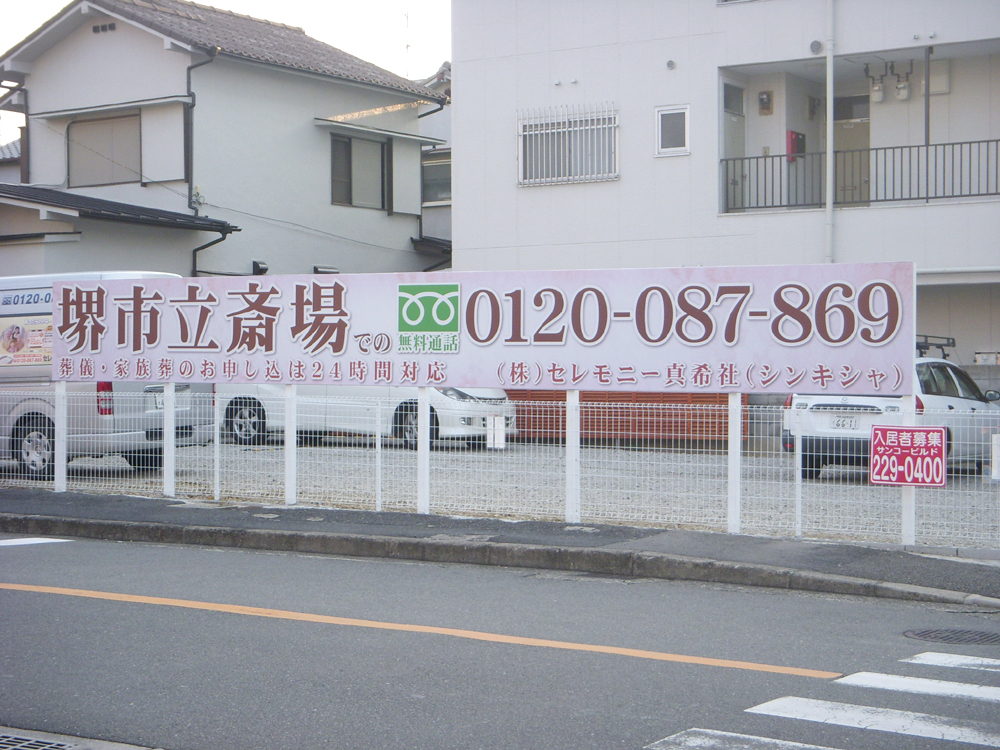 堺市立斎場での 無料通話 0120-087-869
葬儀・家族葬のお申し込は24時間対応 (株)セレモニー真希社(シンキシャ)
入居者募集
サンコービルド
229-0400